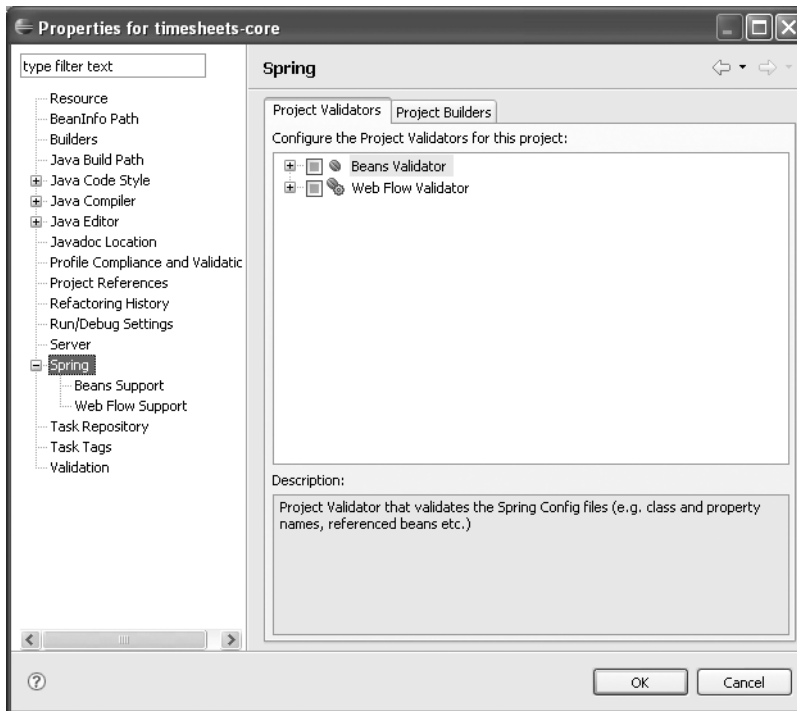 Properties for timesheets-core
type filter text
Resource
BeanInfo Path
Builders
Java Build Path
Java Code Style
Java Compiler
Java Editor
Javadoc Location
Profile Compliance and Validatic
Project References
Refactoring History
Run/Debug Settings
Server
Spring
Beans Support
Web Flow Support
Task Repository
Task Tags
Validation
Spring
Project Validators
Project Builders
Configure the Project Validators for this project:
Beans Validator
Web Flow Validator
Description:
Project Validator that validates the Spring Config files (e.g. class and property
names, referenced beans etc.)
OK
Cancel